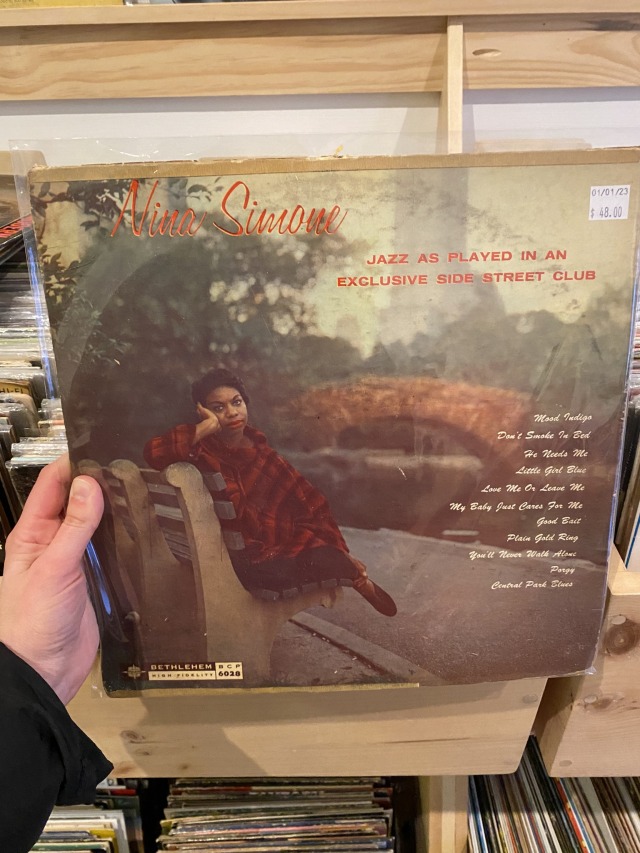 Nina Simone
01/01/23
$ 48.00
JAZZ AS PLAYED IN AN
EXCLUSIVE SIDE STREET CLUB
Mood Indigo
Don't Smoke In Bed
He Needs Me
Little Girl Blue
Love Me Or Leave Me
My Baby Just Cares For Me
Good Bait
Plain Gold Ring
You'll Never Walk Alone
Porgy
Central Park Blues
BETHLEHEM BCP
HIGH-FIDELITY 6028